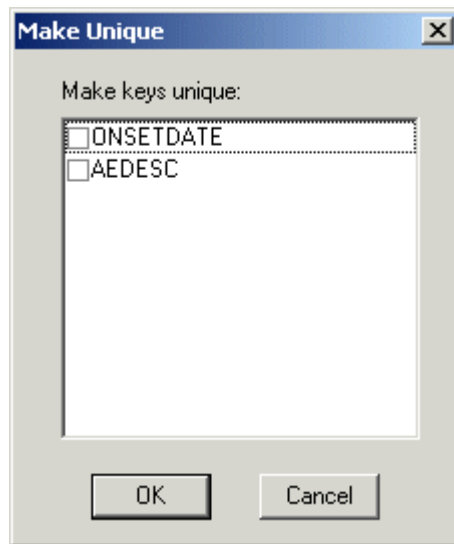 Make Unique
Make keys unique:
ONSETDATE
AEDESC
OK
Cancel